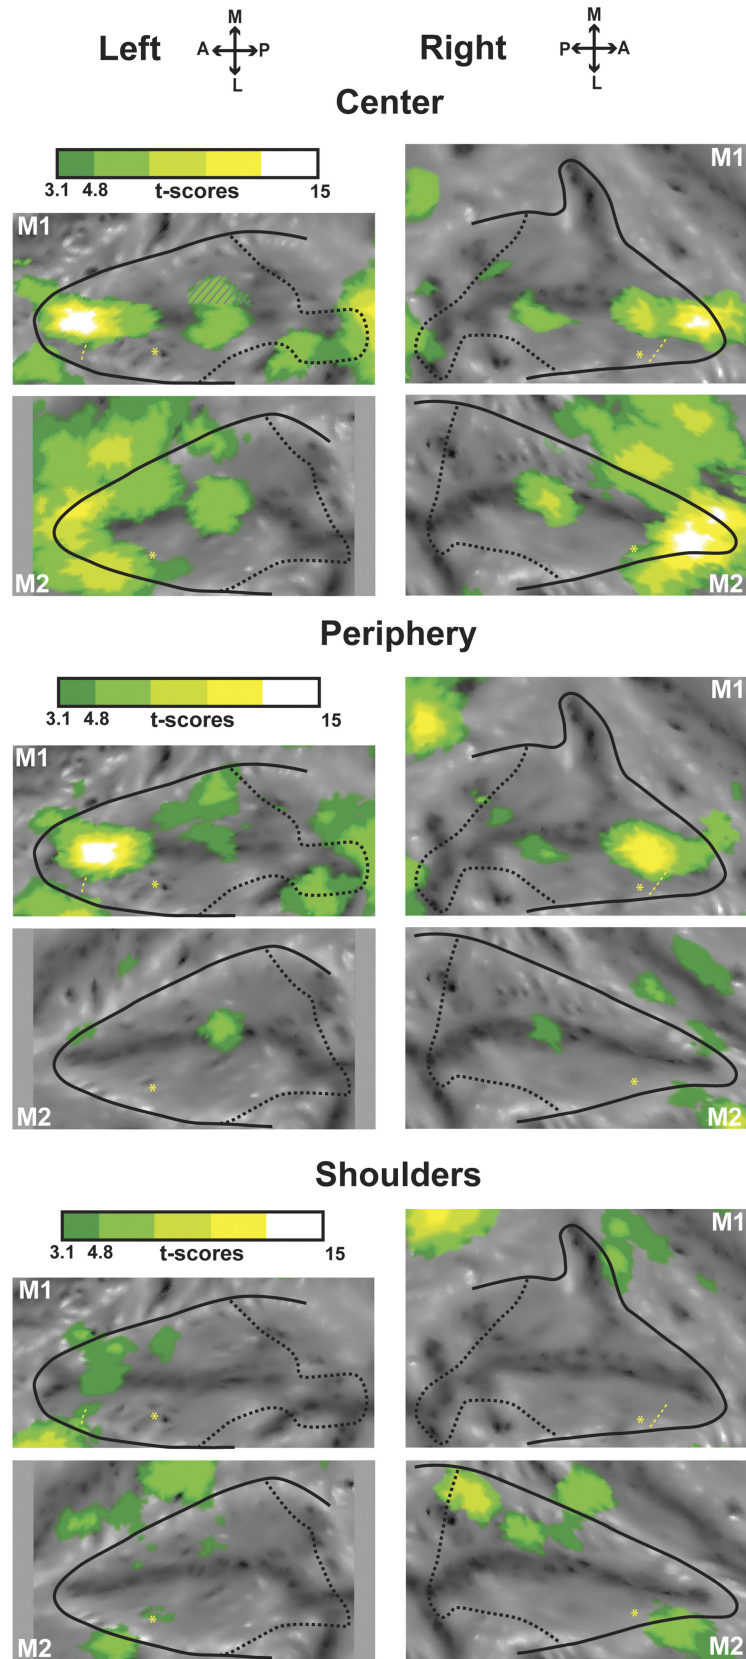 M M
Left A P Right P A
L L
Center
M1
3.1 4.8 t-scores 15
M1
M2 M2
Periphery
M1
3.1 4.8 t-scores 15
M1
*
*
*
*
M2 M2
Shoulders
M1
3.1 4.8 t-scores 15
M1
*
*
*
*
M2 M2